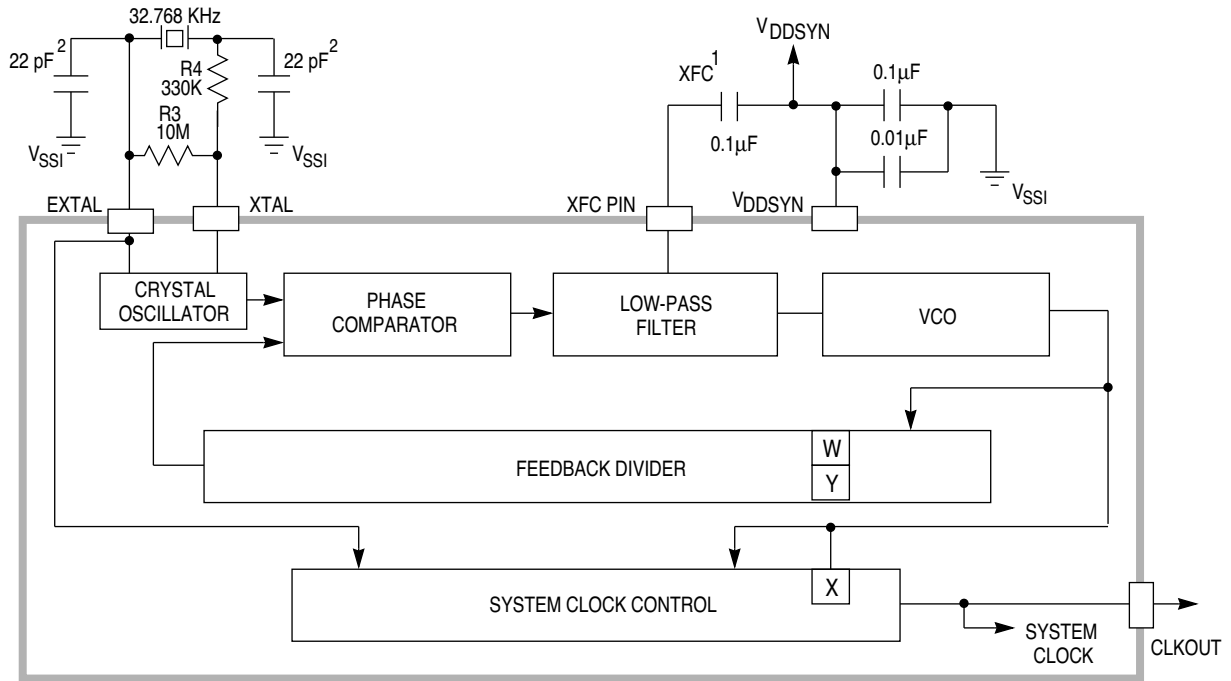 32.768 KHz
22 pF²
R4
330K
22 pF²
R3
10M
VSSI
VSSI
VDDSYN
XFC¹
0.1μF
0.1μF
0.01μF
VSSI
EXTAL
XTAL
XFC PIN
VDDSYN
CRYSTAL
OSCILLATOR
PHASE
COMPARATOR
LOW-PASS
FILTER
VCO
FEEDBACK DIVIDER
W
Y
SYSTEM CLOCK CONTROL
X
SYSTEM
CLOCK
CLKOUT